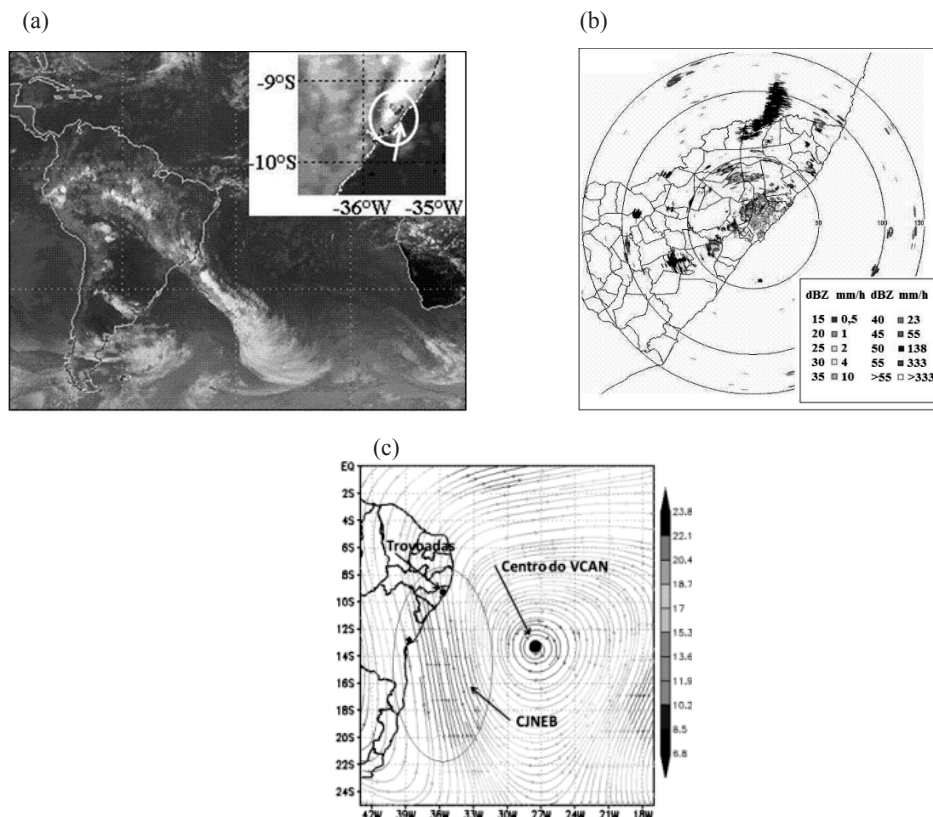 (a)
-9°S
-10°S
-36°W -35°W
(b)
50 100 150
dBZ mm/h dBZ mm/h
15 0,5 40 23
20 1 45 55
25 2 50 138
30 4 55 333
35 10 >55 >333
(c)
EQ
2S
4S
6S
8S
10S
12S
14S
16S
18S
20S
22S
24S
42W 39W 36W 33W 30W 27W 24W 21W 18W
Trovoadas
Centro do VCAN
CJNEB
23.8
22.1
20.4
18.7
17
15.3
13.6
11.9
10.2
8.5
6.8